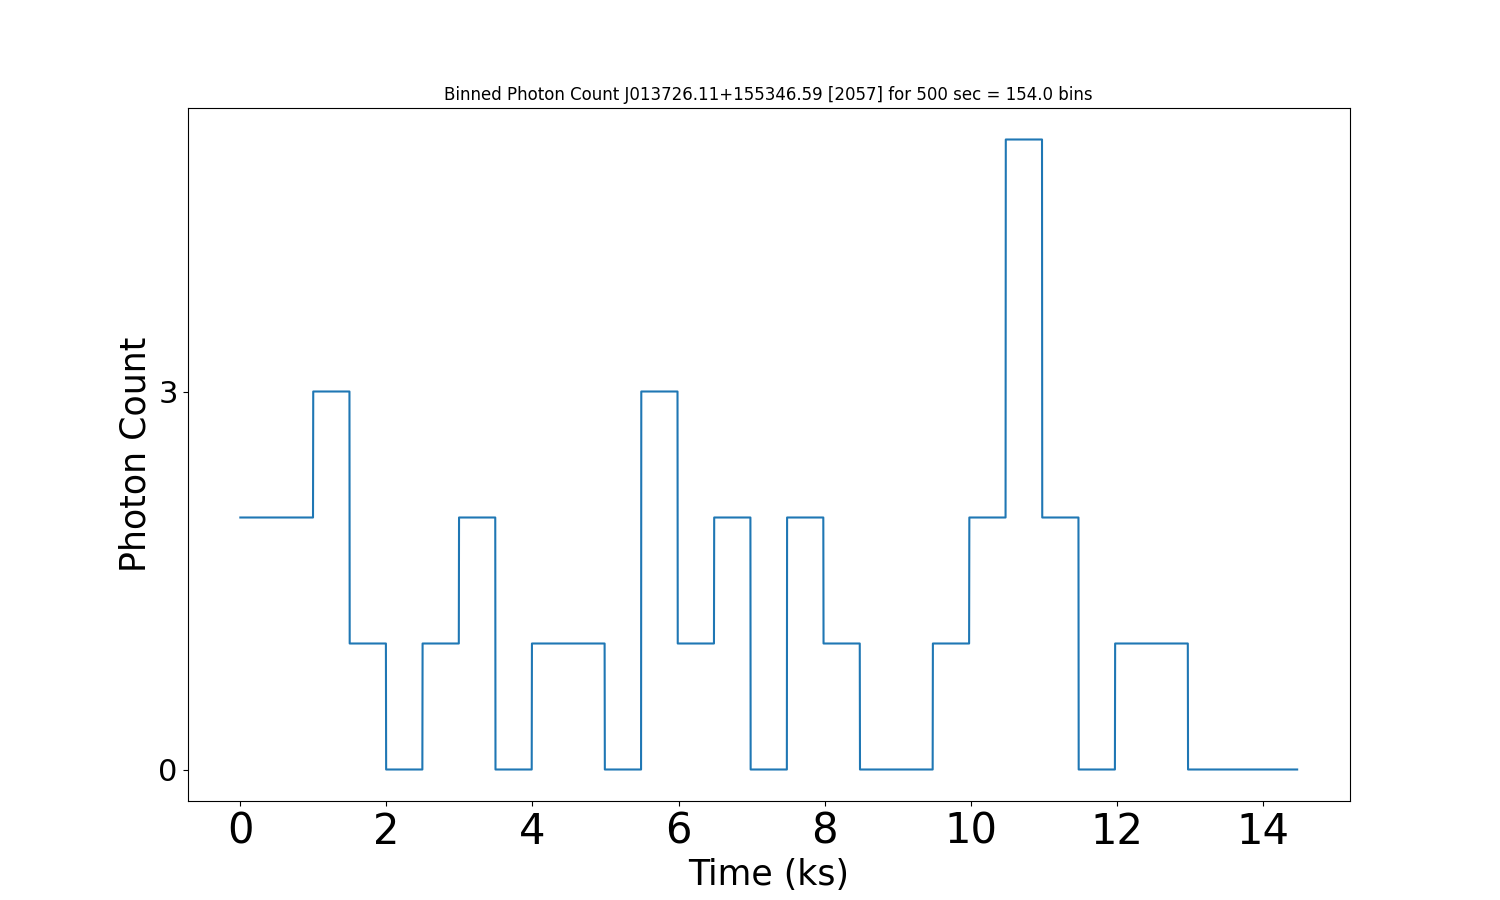 Binned Photon Count J013726.11+155346.59 [2057] for 500 sec = 154.0 bins
Photon Count
3
0
0 2 4 6 8 10 12 14
Time (ks)